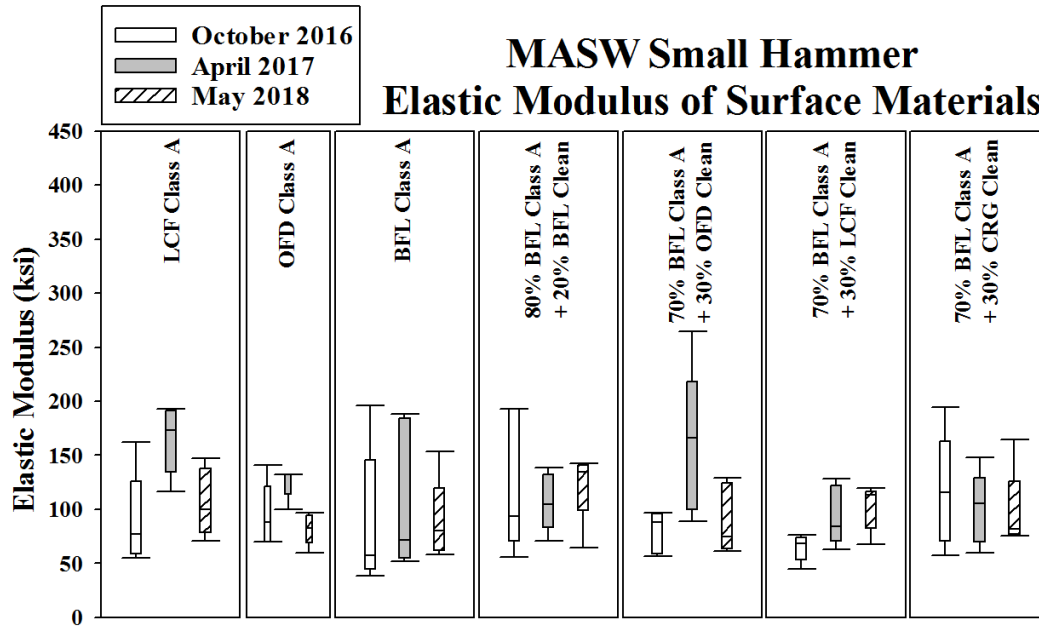 October 2016
April 2017
May 2018
MASW Small Hammer
Elastic Modulus of Surface Materials
Elastic Modulus (ksi)
450
400
350
300
250
200
150
100
50
0
LCF Class A
OFD Class A
BFL Class A
80% BFL Class A
+ 20% BFL Clean
70% BFL Class A
+ 30% OFD Clean
70% BFL Class A
+ 30% LCF Clean
70% BFL Class A
+ 30% CRG Clean